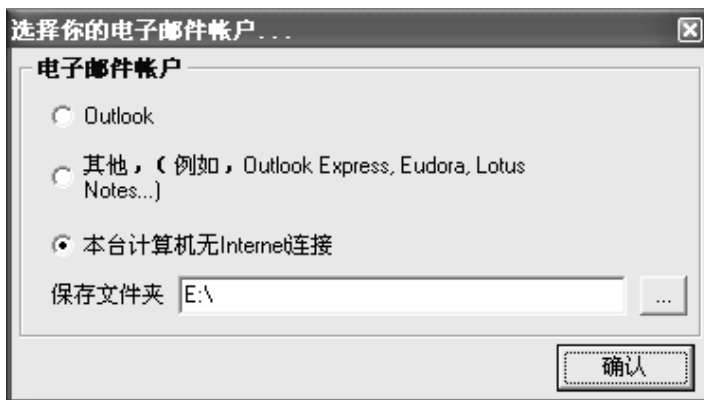 选择你的电子邮件帐户...
电子邮件帐户
Outlook
其他，（例如，Outlook Express, Eudora, Lotus
Notes...)
本台计算机无Internet连接
保存文件夹 E:\ ...
确认